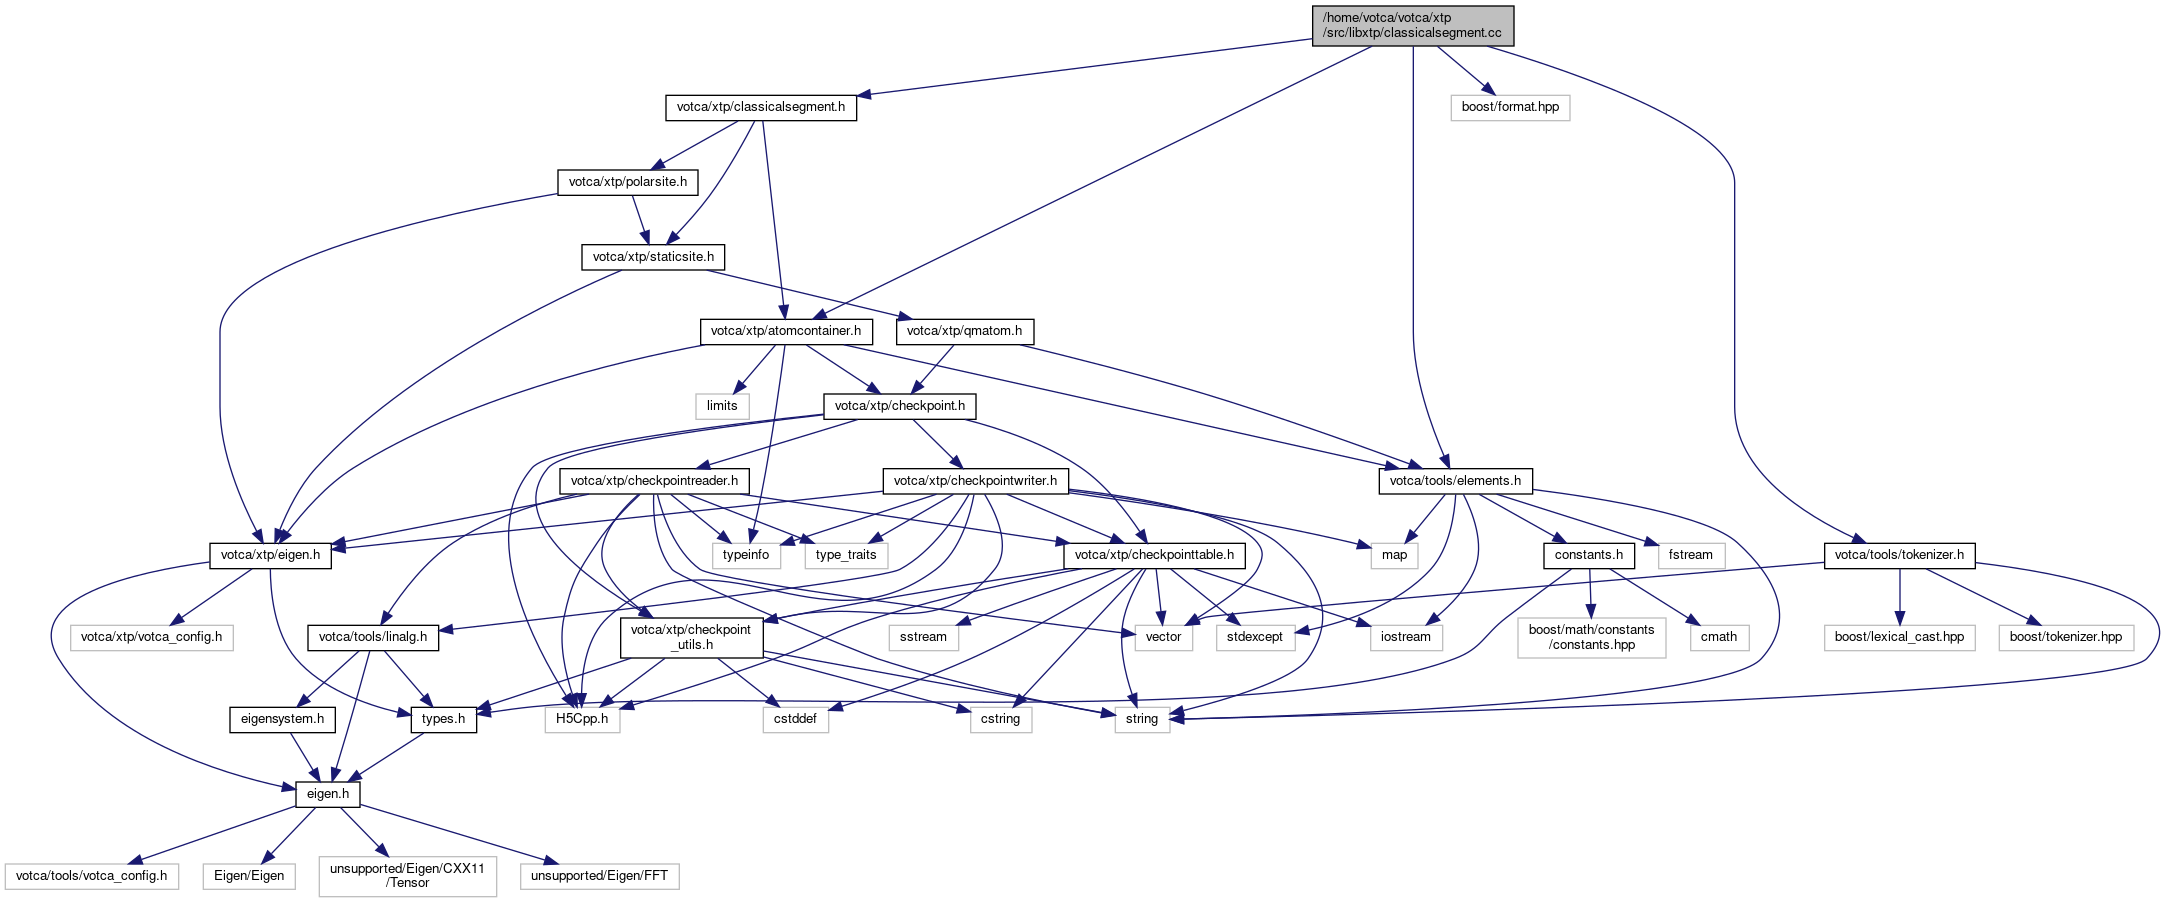 /home/votca/votca/xtp
/src/libxtp/classicalsegment.cc
votca/xtp/classicalsegment.h
boost/format.hpp
votca/xtp/polarsite.h
votca/xtp/staticsite.h
votca/xtp/atomcontainer.h
votca/xtp/qmatom.h
limits
votca/xtp/checkpoint.h
votca/xtp/checkpointreader.h
votca/xtp/checkpointwriter.h
votca/tools/elements.h
votca/xtp/eigen.h
typeinfo
type_traits
votca/xtp/checkpointtable.h
map
constants.h
fstream
votca/tools/tokenizer.h
votca/xtp/votca_config.h
votca/tools/linalg.h
votca/xtp/checkpoint
_utils.h
sstream
vector
stdexcept
iostream
boost/math/constants
/constants.hpp
cmath
boost/lexical_cast.hpp
boost/tokenizer.hpp
eigensystem.h
types.h
H5Cpp.h
cstddef
cstring
string
eigen.h
votca/tools/votca_config.h
Eigen/Eigen
unsupported/Eigen/CXX11
/Tensor
unsupported/Eigen/FFT